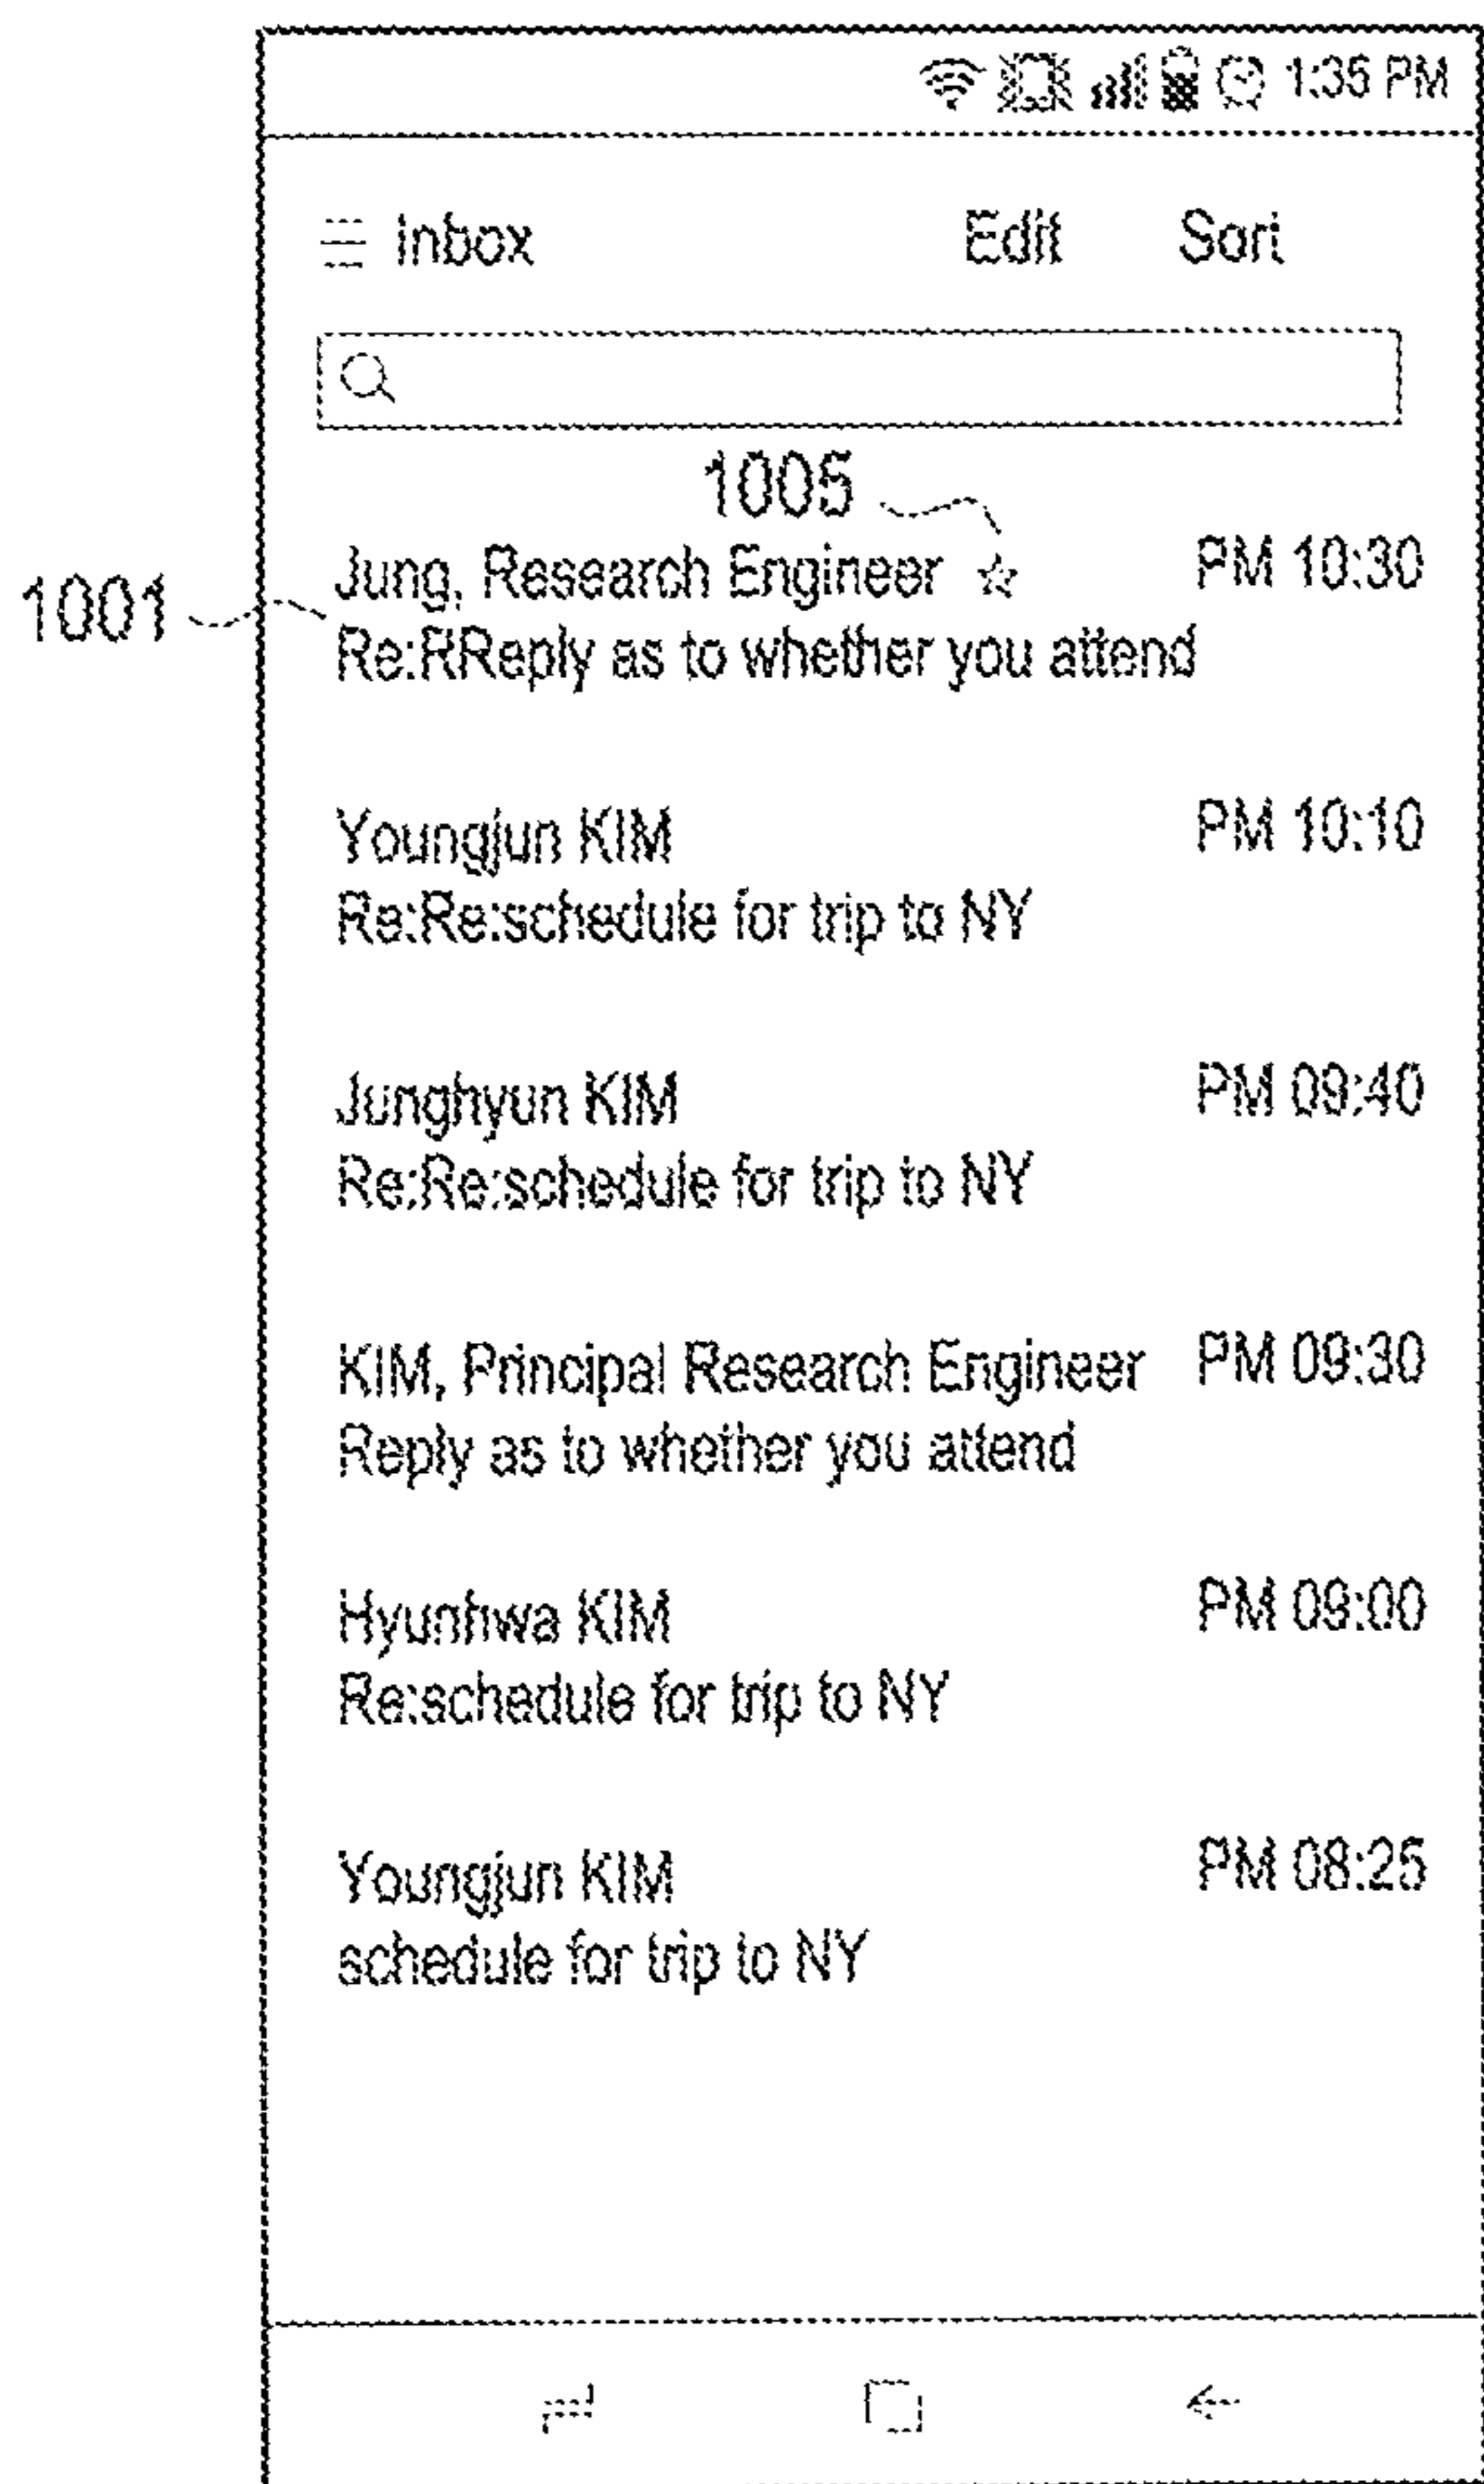 1:35 PM
Inbox Edit Sort
1005
Jung, Research Engineer ☆ PM 10:30
1001
Re:RReply as to whether you attend
Youngjun KIM PM 10:10
Re:Re:schedule for trip to NY
Junghyun KIM PM 09:40
Re:Re:schedule for trip to NY
KIM, Principal Research Engineer PM 09:30
Reply as to whether you attend
Hyunhwa KIM PM 09:00
Re:schedule for trip to NY
Youngjun KIM PM 08:25
schedule for trip to NY